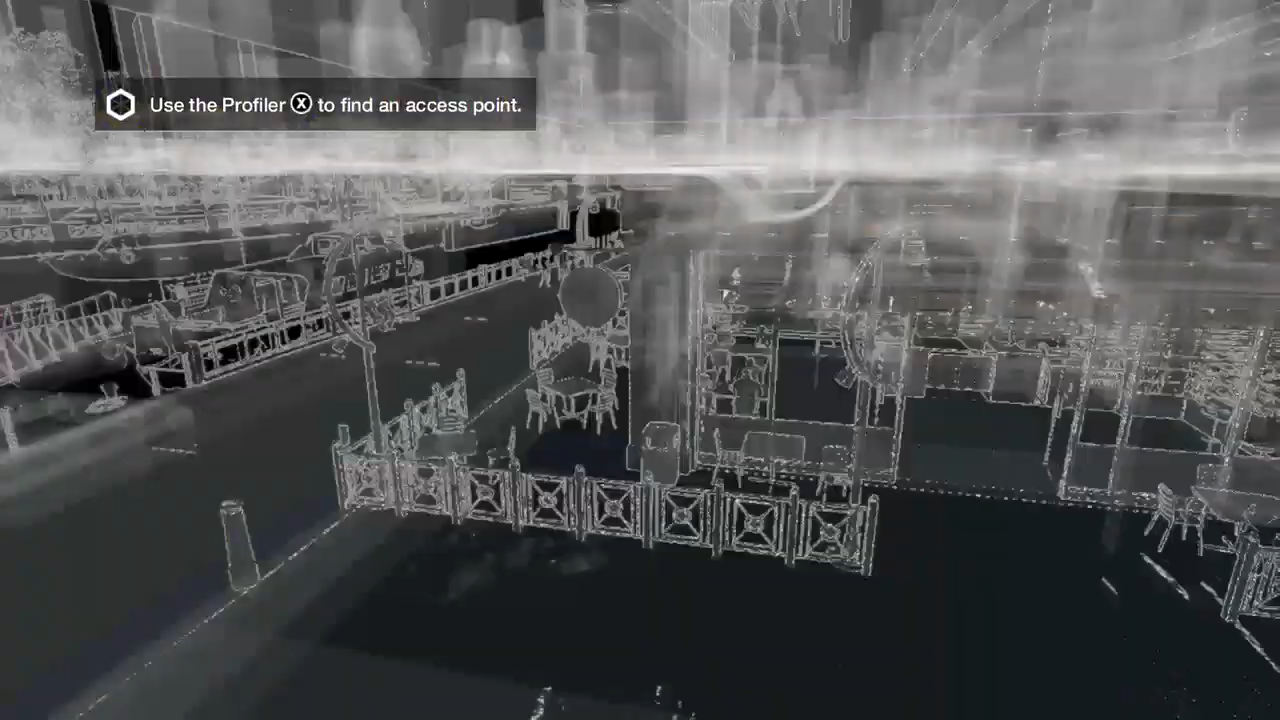 Use the Profiler Ⓧ to find an access point.